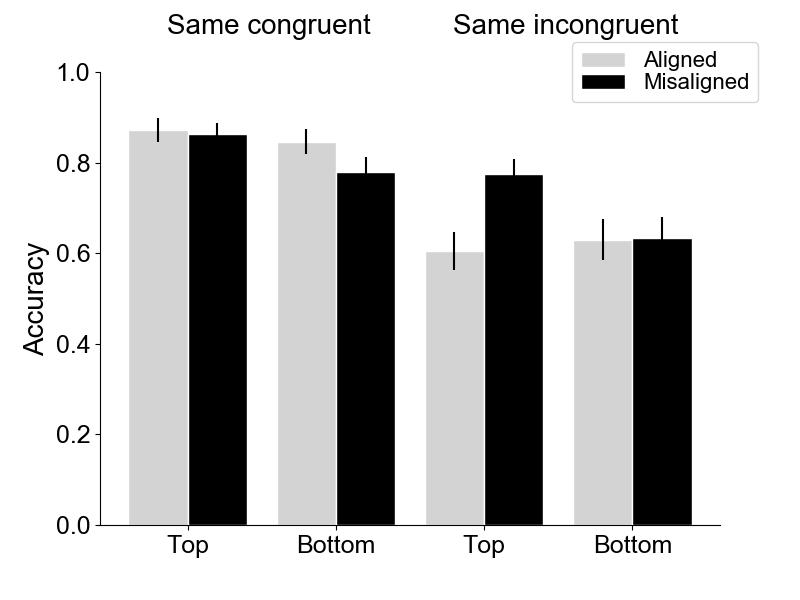 Same congruent
Same incongruent
Aligned
Misaligned
1.0
0.8
0.6
0.4
0.2
0.0
Accuracy
Top
Bottom
Top
Bottom